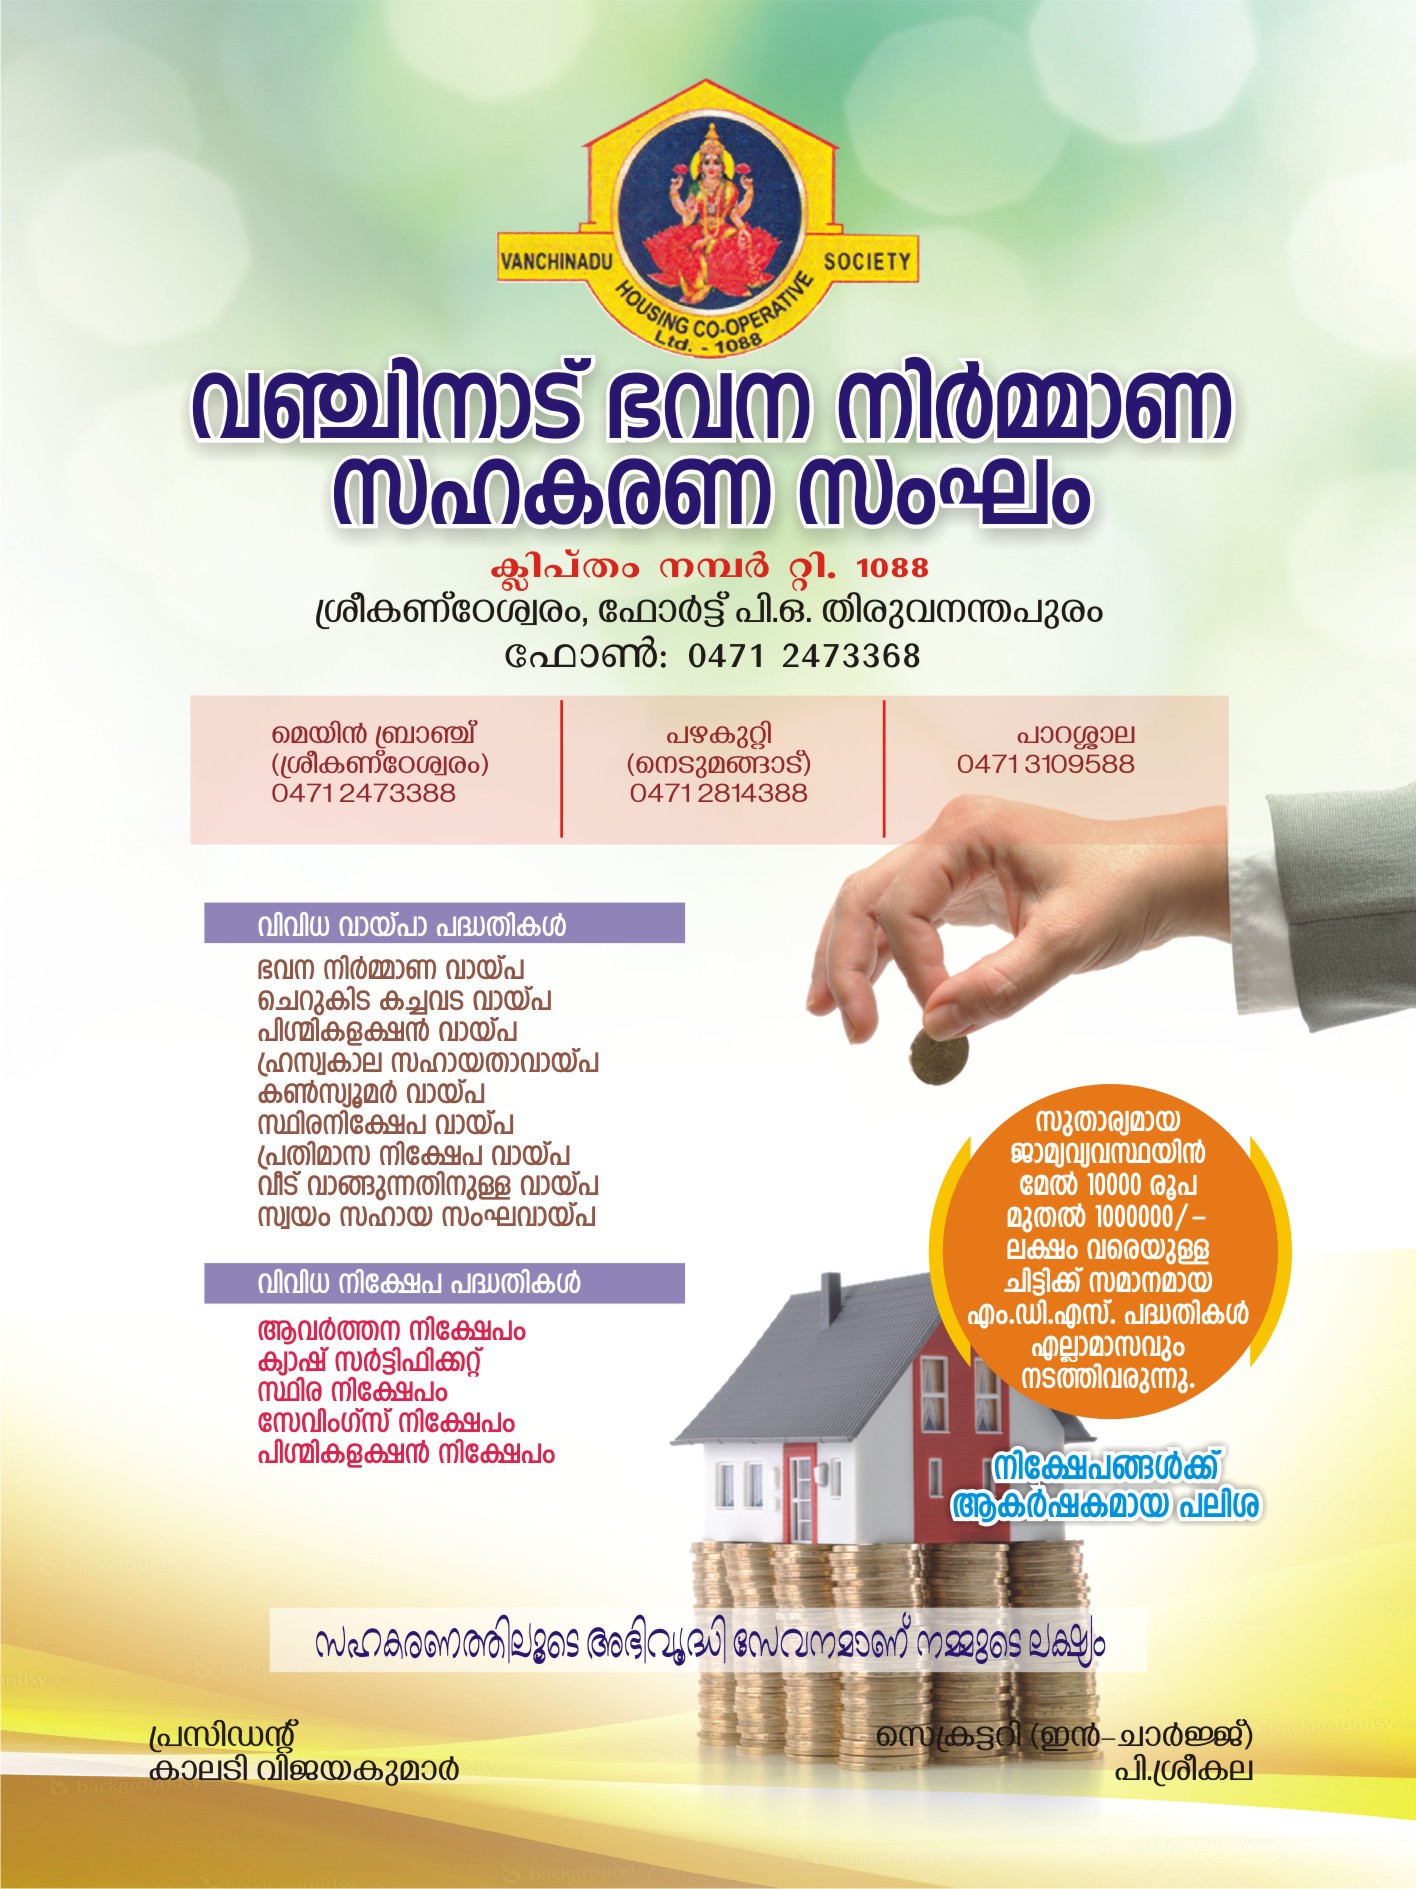 VANCHINADU
SOCIETY
HOUSING CO-OPERATIVE
Ltd. - 1088
വഞ്ചിനാട് ഭവന നിർമ്മാണ
സഹകരണ സംഘം
ക്ലിപ്തം നമ്പർ റ്റി. 1088
ശ്രീകണ്ഠേശ്വരം, ഫോർട്ട് പി.ഒ. തിരുവനന്തപുരം
ഫോൺ: 0471 2473368
മെയിൻ ബ്രാഞ്ച്
(ശ്രീകണ്ഠേശ്വരം)
0471 2473388
പഴകുറ്റി
(നെടുമങ്ങാട്)
0471 2814388
പാറശ്ശാല
0471 3109588
വിവിധ വായ്പാ പദ്ധതികൾ
ഭവന നിർമ്മാണ വായ്പ
ചെറുകിട കച്ചവട വായ്പ
പിഗ്മികളക്ഷൻ വായ്പ
ഹ്രസ്വകാല സഹായതാവായ്പ
കൺസ്യൂമർ വായ്പ
സ്ഥിരനിക്ഷേപ വായ്പ
പ്രതിമാസ നിക്ഷേപ വായ്പ
വീട് വാങ്ങുന്നതിനുള്ള വായ്പ
സ്വയം സഹായ സംഘവായ്പ
വിവിധ നിക്ഷേപ പദ്ധതികൾ
ആവർത്തന നിക്ഷേപം
ക്യാഷ് സർട്ടിഫിക്കറ്റ്
സ്ഥിര നിക്ഷേപം
സേവിംഗ്സ് നിക്ഷേപം
പിഗ്മികളക്ഷൻ നിക്ഷേപം
സുതാര്യമായ
ജാമ്യവ്യവസ്ഥയിൻ
മേൽ 10000 രൂപ
മുതൽ 1000000/-
ലക്ഷം വരെയുള്ള
ചിട്ടിക്ക് സമാനമായ
എം.ഡി.എസ്. പദ്ധതികൾ
എല്ലാമാസവും
നടത്തിവരുന്നു.
നിക്ഷേപങ്ങൾക്ക്
ആകർഷകമായ പലിശ
സഹകരണത്തിലൂടെ അഭിവൃദ്ധി സേവനമാണ് നമ്മുടെ ലക്ഷ്യം
പ്രസിഡന്റ്
കാലടി വിജയകുമാർ
സെക്രട്ടറി (ഇൻ-ചാർജ്ജ്)
പി.ശ്രീകല
backgroundsy